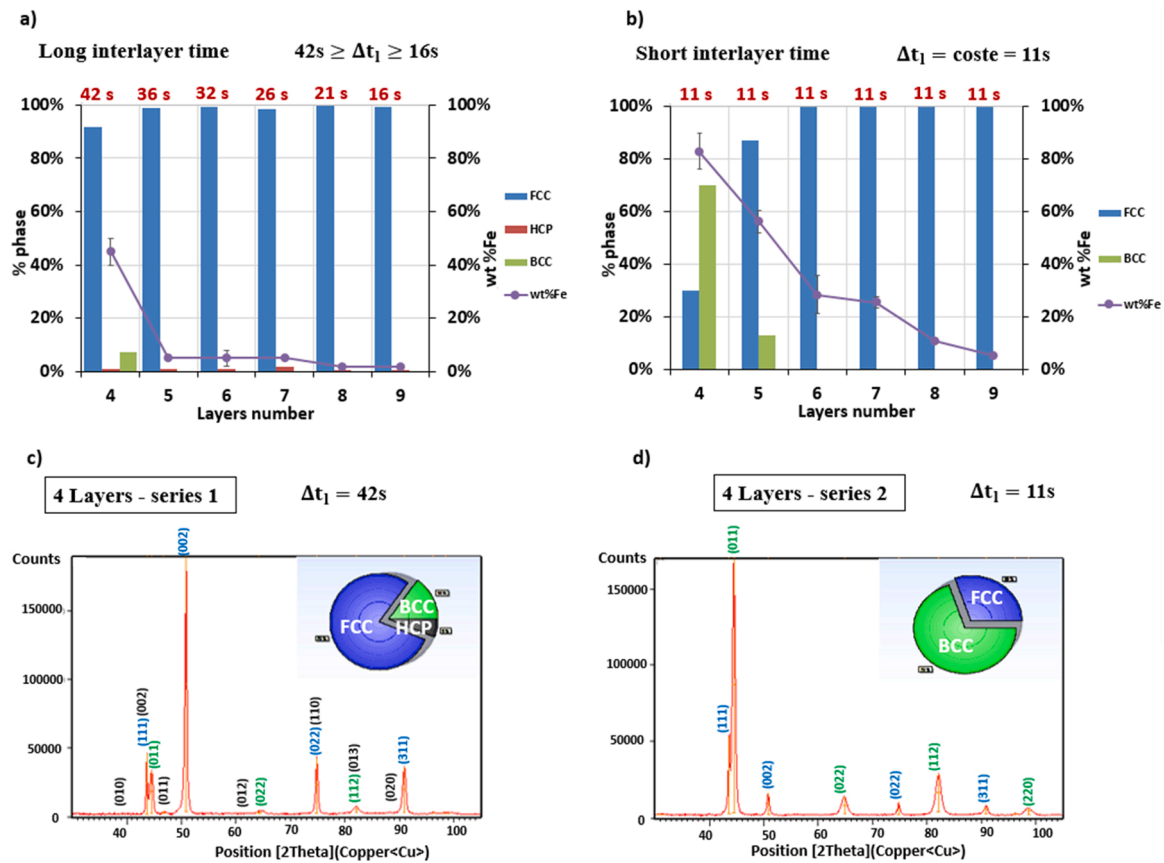 a)
Long interlayer time 42s ≥ Δt₁ ≥ 16s
42 s 36 s 32 s 26 s 21 s 16 s
100% 100%
80% 80%
60% 60%
40% 40%
20% 20%
0% 0%
% phase
wt %Fe
4 5 6 7 8 9
Layers number
FCC
HCP
BCC
wt%Fe
b)
Short interlayer time Δt₁ = coste = 11s
11 s 11 s 11 s 11 s 11 s 11 s
100% 100%
80% 80%
60% 60%
40% 40%
20% 20%
0% 0%
% phase
wt %Fe
4 5 6 7 8 9
Layers number
FCC
BCC
wt%Fe
c)
4 Layers - series 1 Δt₁ = 42s
Counts
150000
100000
50000
0
(010)
(111) (002)
(011)
(011)
(002)
(012)
(022)
(022) (110)
(112) (013)
(020)
(311)
FCC
BCC
HCP
40 50 60 70 80 90 100
Position [2Theta](Copper<Cu>)
d)
4 Layers - series 2 Δt₁ = 11s
Counts
150000
100000
50000
0
(111)
(011)
(002)
(022)
(022)
(112)
(311)
(220)
FCC
BCC
40 50 60 70 80 90 100
Position [2Theta](Copper<Cu>)